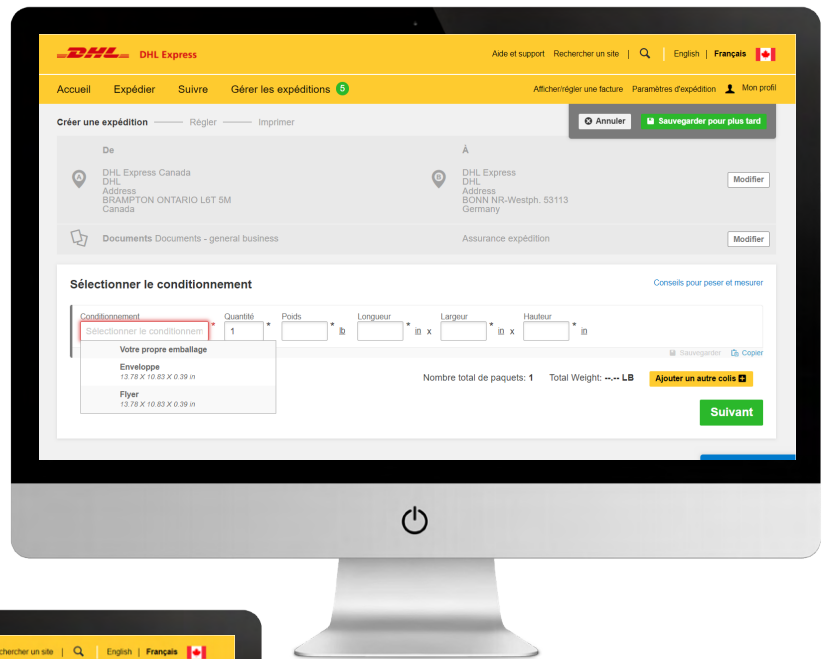 DHL DHL Express
Aide et support Rechercher un site | English | Français
Accueil Expédier Suivre Gérer les expéditions 5
Afficher/régler une facture Paramètres d'expédition Mon profil
Créer une expédition Régler Imprimer
Annuler Sauvegarder pour plus tard
De
A
DHL Express Canada
DHL
Address
BRAMPTON ONTARIO L6T 5M
Canada
À
B
DHL Express
DHL
Address
BONN NR-Westph. 53113
Germany
Modifier
Documents Documents - general business
Assurance expédition
Modifier
Sélectionner le conditionnement
Conseils pour peser et mesurer
Conditionnement Quantité Poids Longueur Largeur Hauteur
Sélectionner le conditionnem * 1 * * lb * in x * in x * in
Votre propre emballage
Enveloppe
13.78 X 10.83 X 0.39 in
Flyer
13.78 X 10.83 X 0.39 in
Sauvegarder Copier
Nombre total de paquets: 1 Total Weight: --.-- LB Ajouter un autre colis
Suivant
chercher un site | English | Français